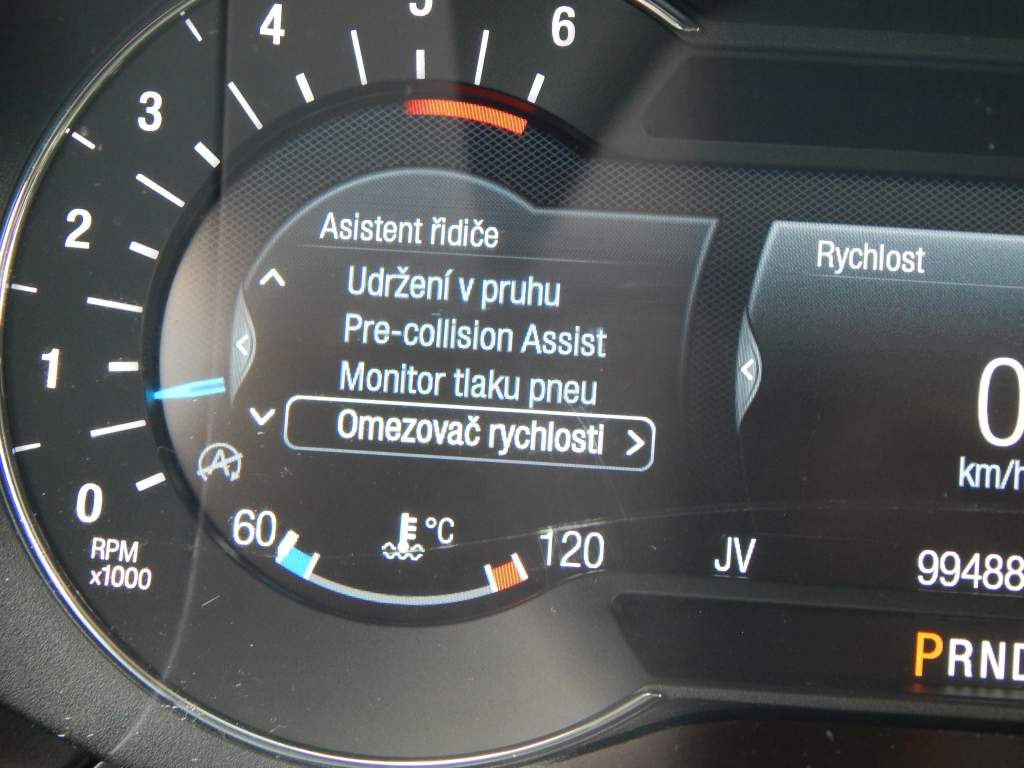 4
5
6
3
2
1
0
RPM
x1000
Asistent řidiče
Udržení v pruhu
Pre-collision Assist
Monitor tlaku pneu
Omezovač rychlosti
Rychlost
0
km/h
A
60
°C
120
JV
99488
PRND